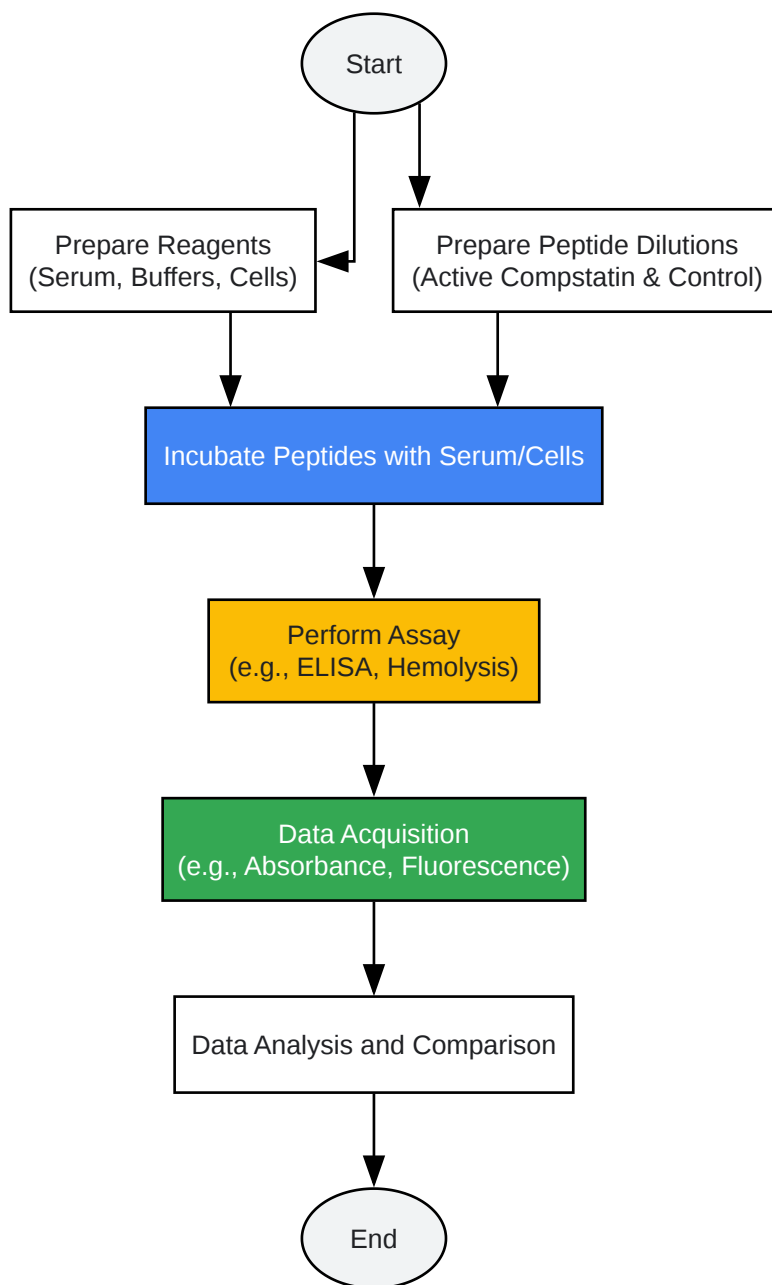 Start
Prepare Reagents
(Serum, Buffers, Cells)
Prepare Peptide Dilutions
(Active Compstatin & Control)
Incubate Peptides with Serum/Cells
Perform Assay
(e.g., ELISA, Hemolysis)
Data Acquisition
(e.g., Absorbance, Fluorescence)
Data Analysis and Comparison
End